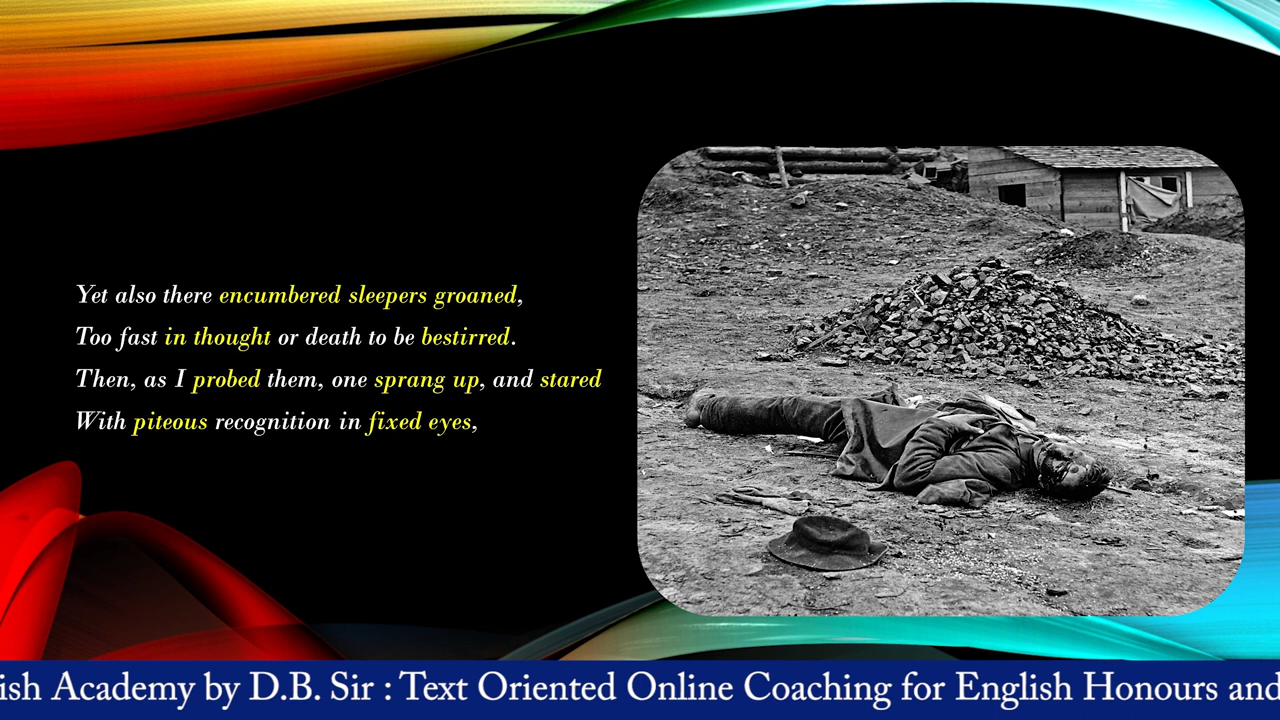 Yet also there encumbered sleepers groaned,
Too fast in thought or death to be bestirred.
Then, as I probed them, one sprang up, and stared
With piteous recognition in fixed eyes,
ish Academy by D.B. Sir : Text Oriented Online Coaching for English Honours and